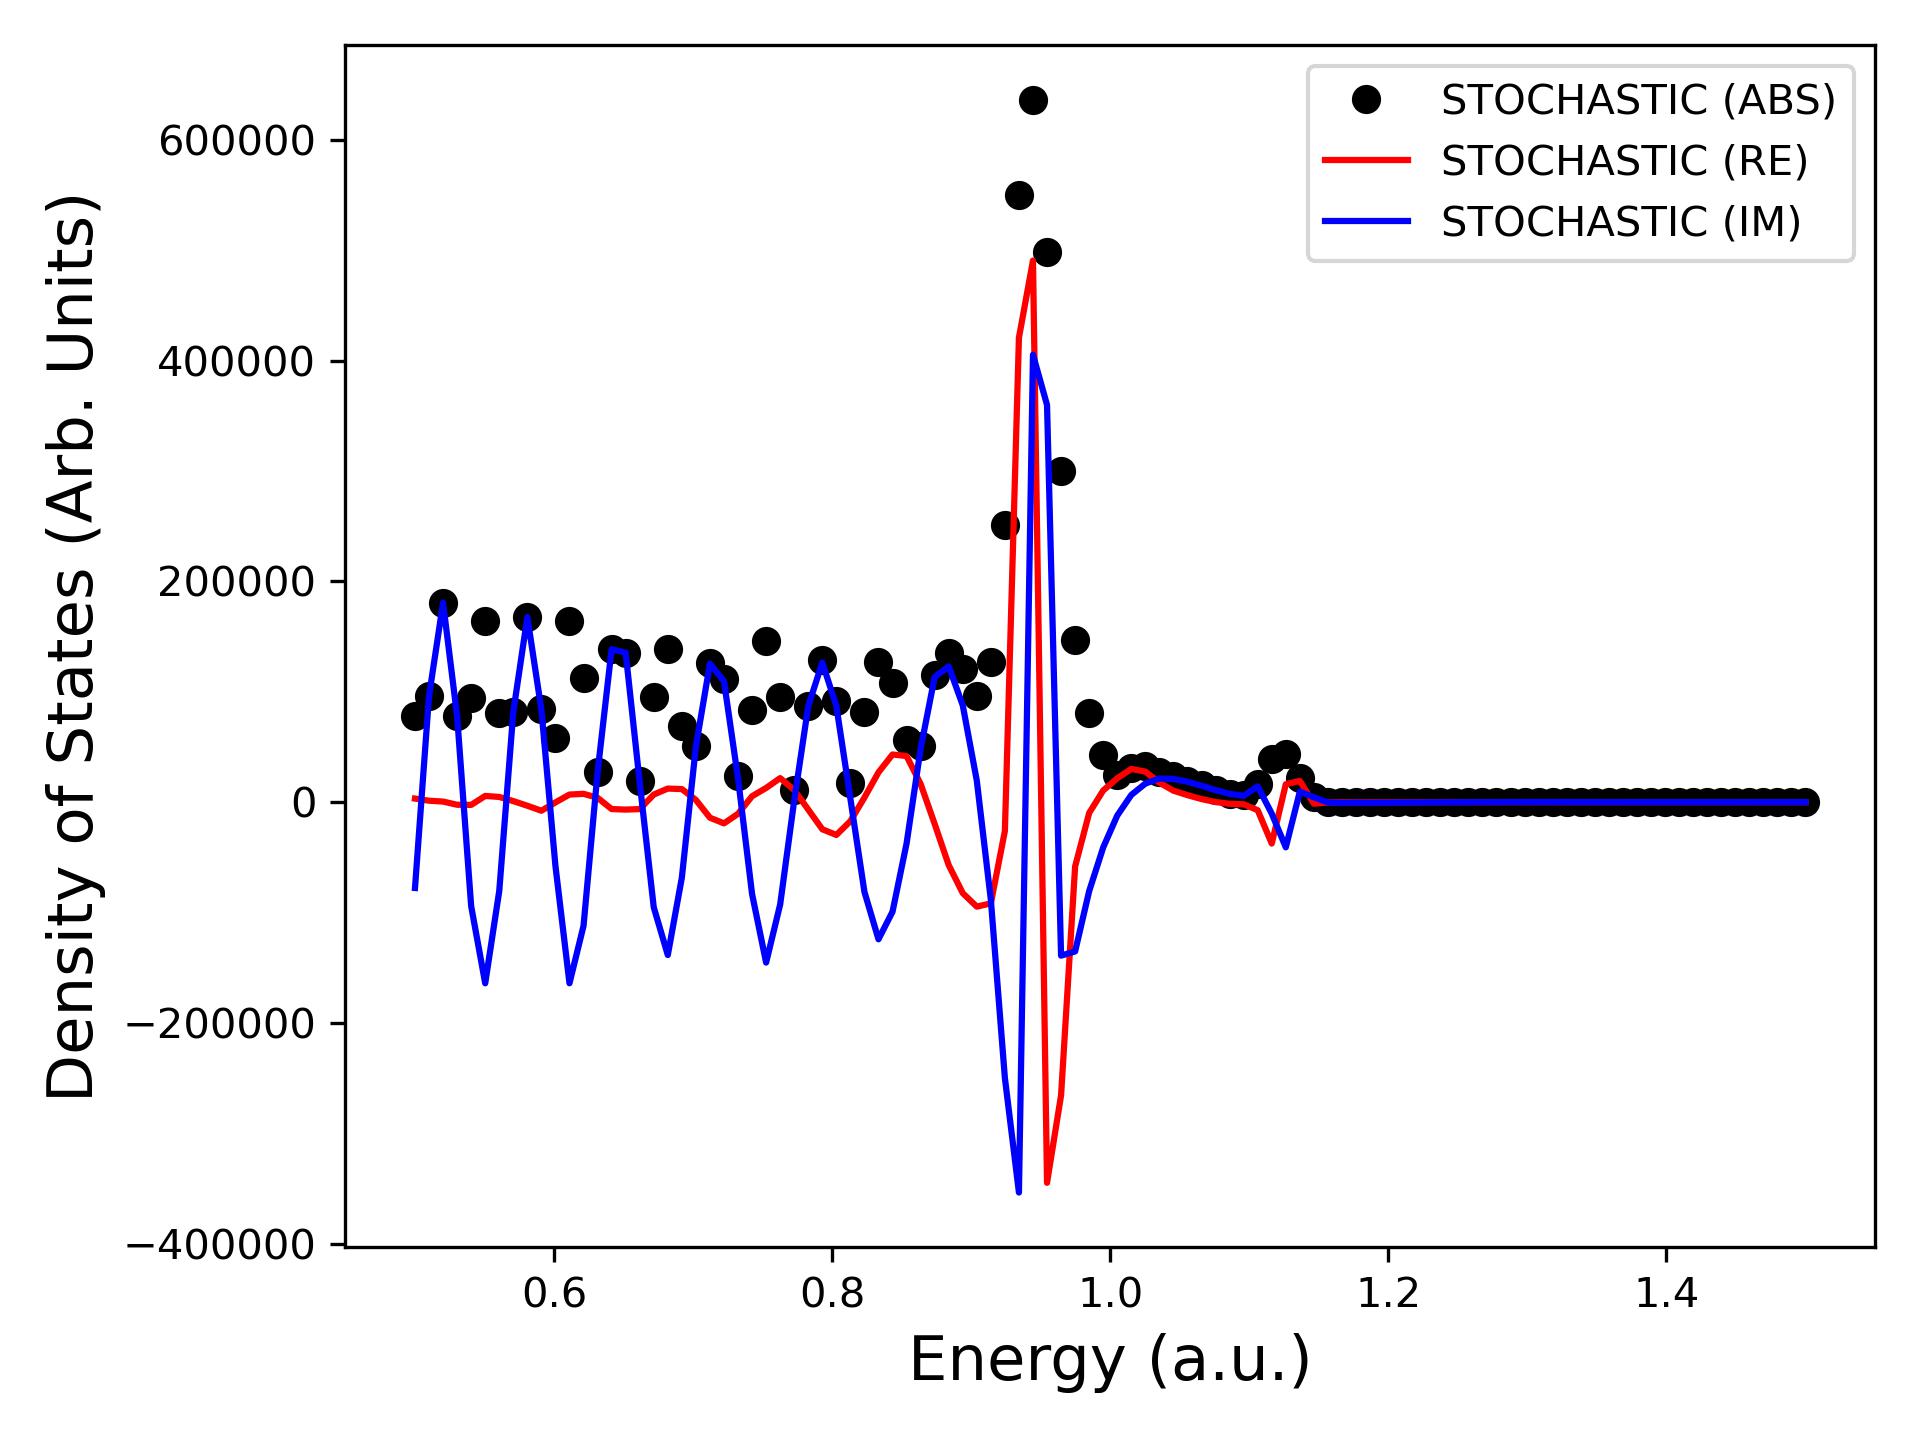 STOCHASTIC (ABS)
STOCHASTIC (RE)
STOCHASTIC (IM)
Density of States (Arb. Units)
600000
400000
200000
0
−200000
−400000
0.6 0.8 1.0 1.2 1.4
Energy (a.u.)